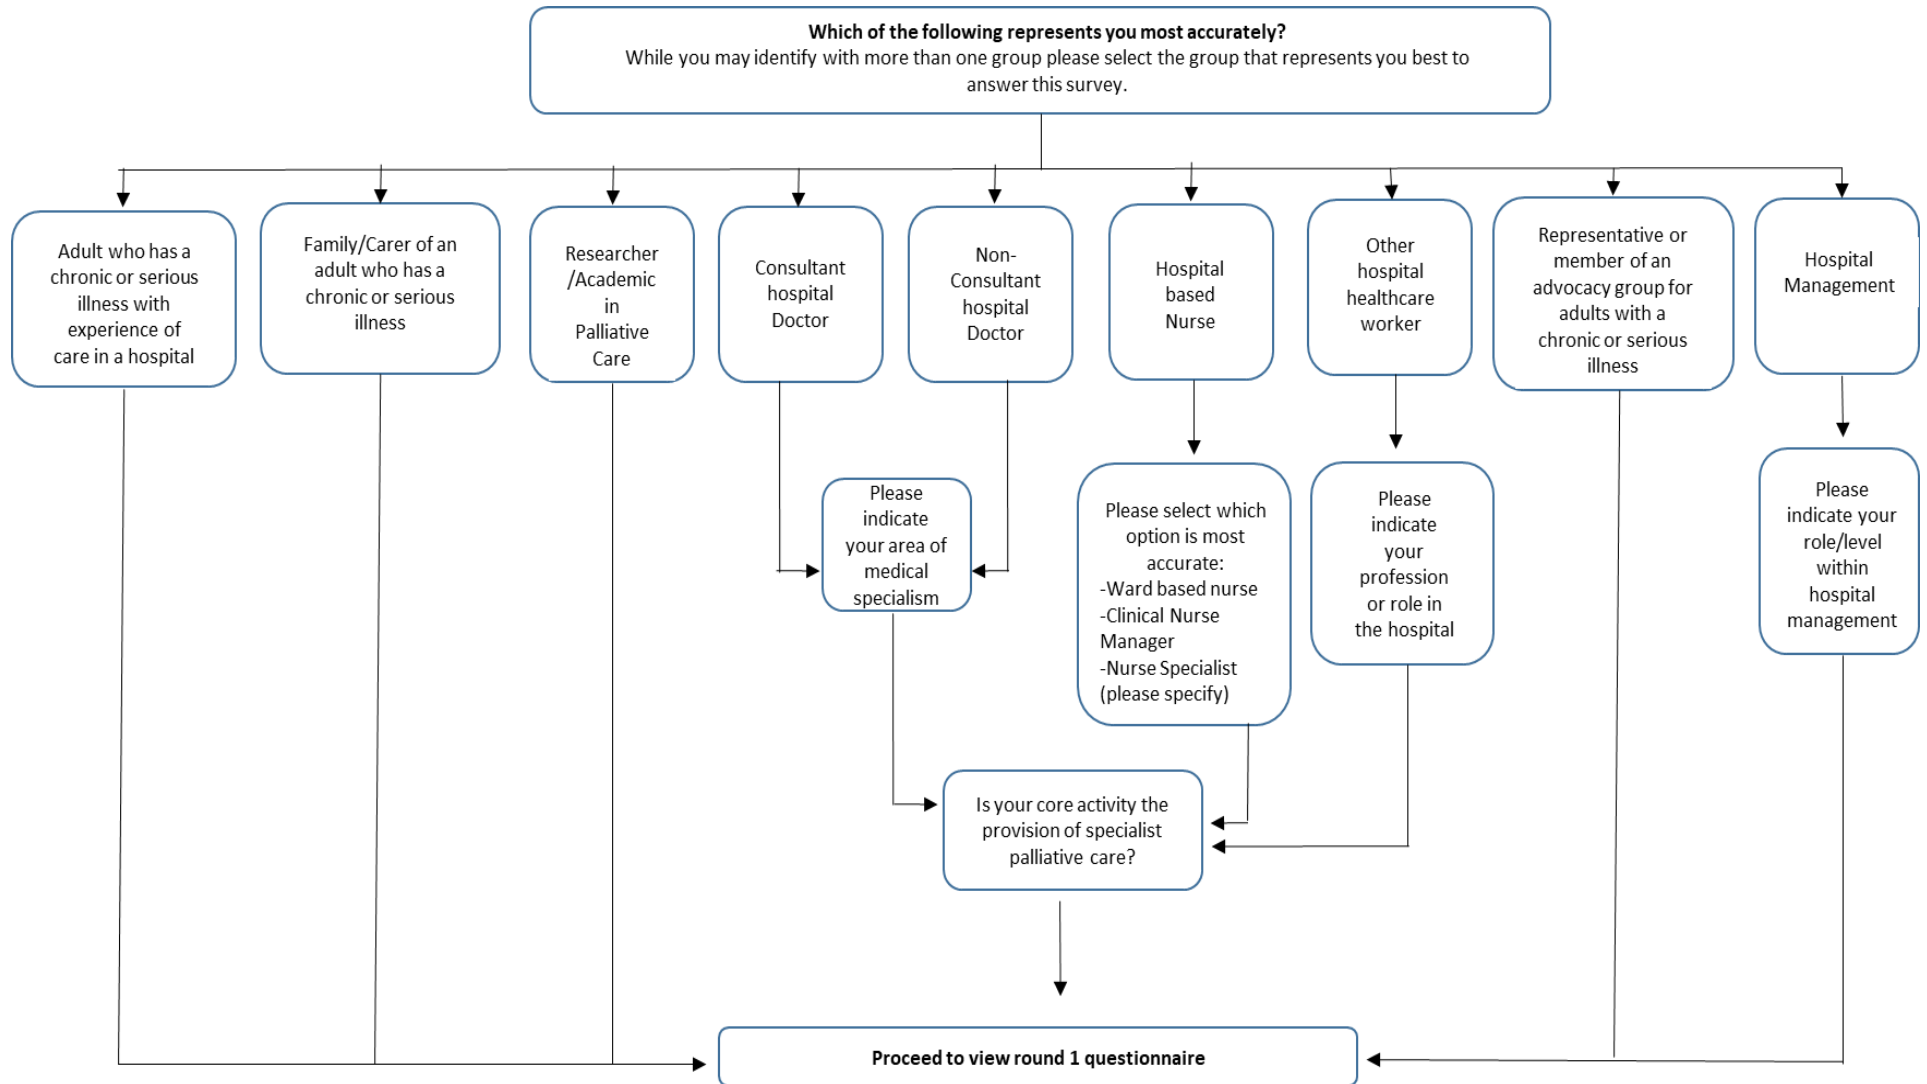 Which of the following represents you most accurately?
While you may identify with more than one group please select the group that represents you best to
answer this survey.
Adult who has a
chronic or serious
illness with
experience of
care in a hospital
Family/Carer of an
adult who has a
chronic or serious
illness
Researcher
/Academic
in
Palliative
Care
Consultant
hospital
Doctor
Non-
Consultant
hospital
Doctor
Hospital
based
Nurse
Other
hospital
healthcare
worker
Representative or
member of an
advocacy group for
adults with a
chronic or serious
illness
Hospital
Management
Please
indicate
your area of
medical
specialism
Please select which
option is most
accurate:
-Ward based nurse
-Clinical Nurse
Manager
-Nurse Specialist
(please specify)
Please
indicate
your
profession
or role in
the hospital
Please
indicate your
role/level
within
hospital
management
Is your core activity the
provision of specialist
palliative care?
Proceed to view round 1 questionnaire